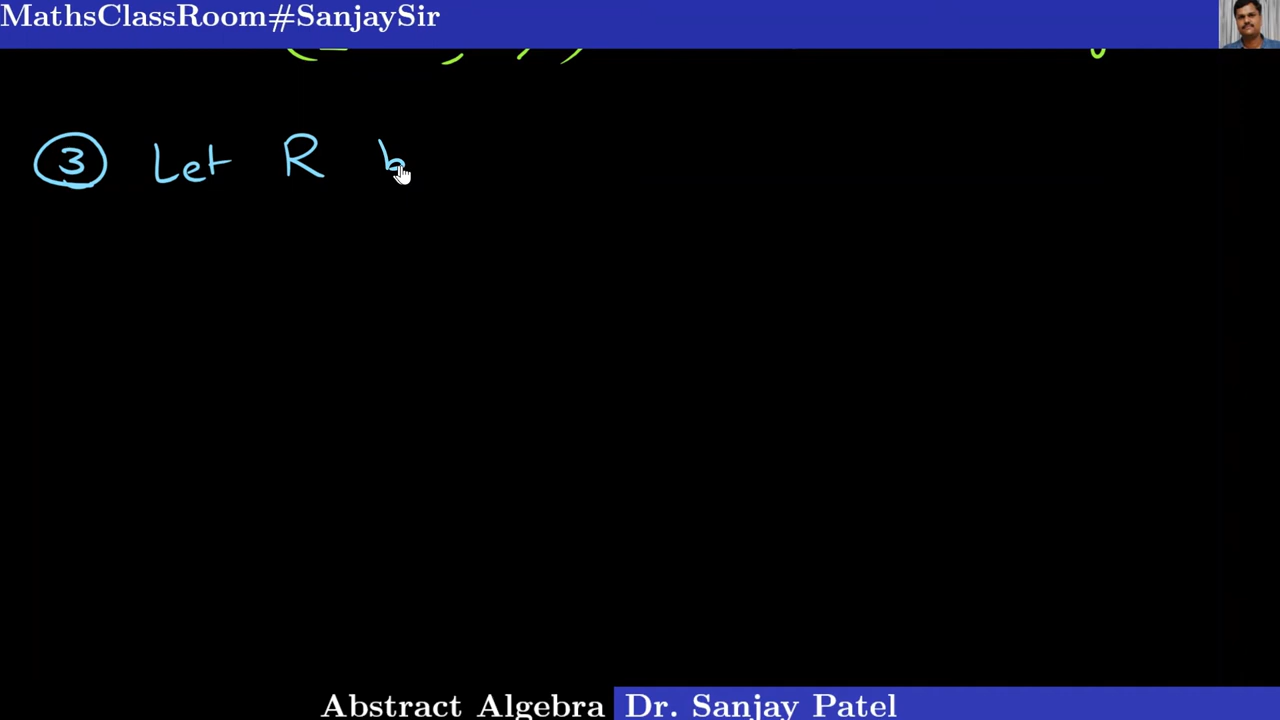 MathsClassRoom#SanjaySir
③ Let R b
Abstract Algebra Dr. Sanjay Patel